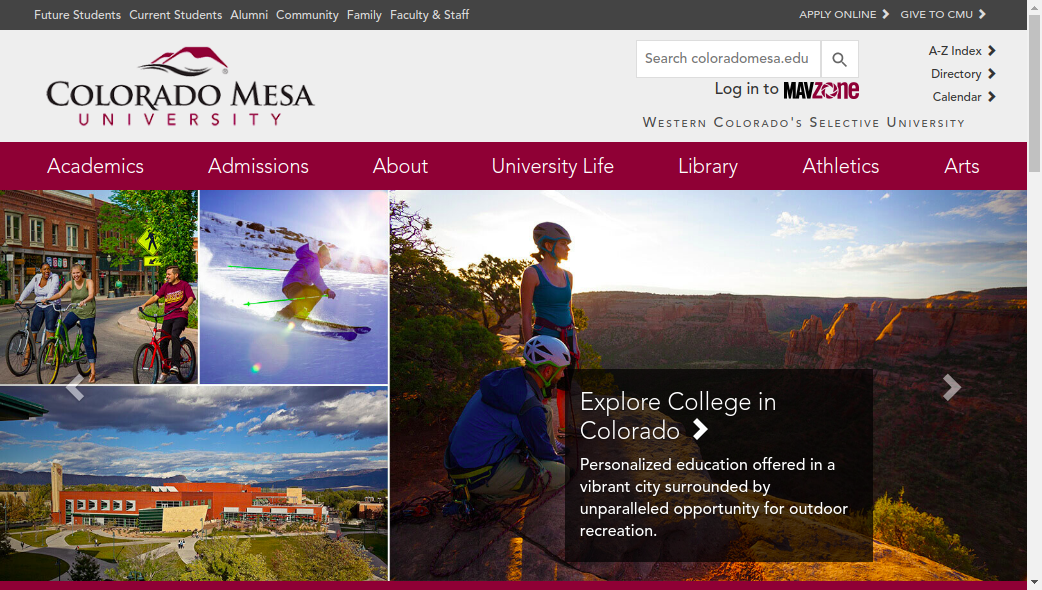 Future Students Current Students Alumni Community Family Faculty & Staff APPLY ONLINE GIVE TO CMU
Search coloradomesa.edu
A-Z Index
Directory
Calendar
COLORADO MESA
UNIVERSITY
®
Log in to MAVZONE
WESTERN COLORADO'S SELECTIVE UNIVERSITY
Academics Admissions About University Life Library Athletics Arts
Explore College in
Colorado
Personalized education offered in a
vibrant city surrounded by
unparalleled opportunity for outdoor
recreation.